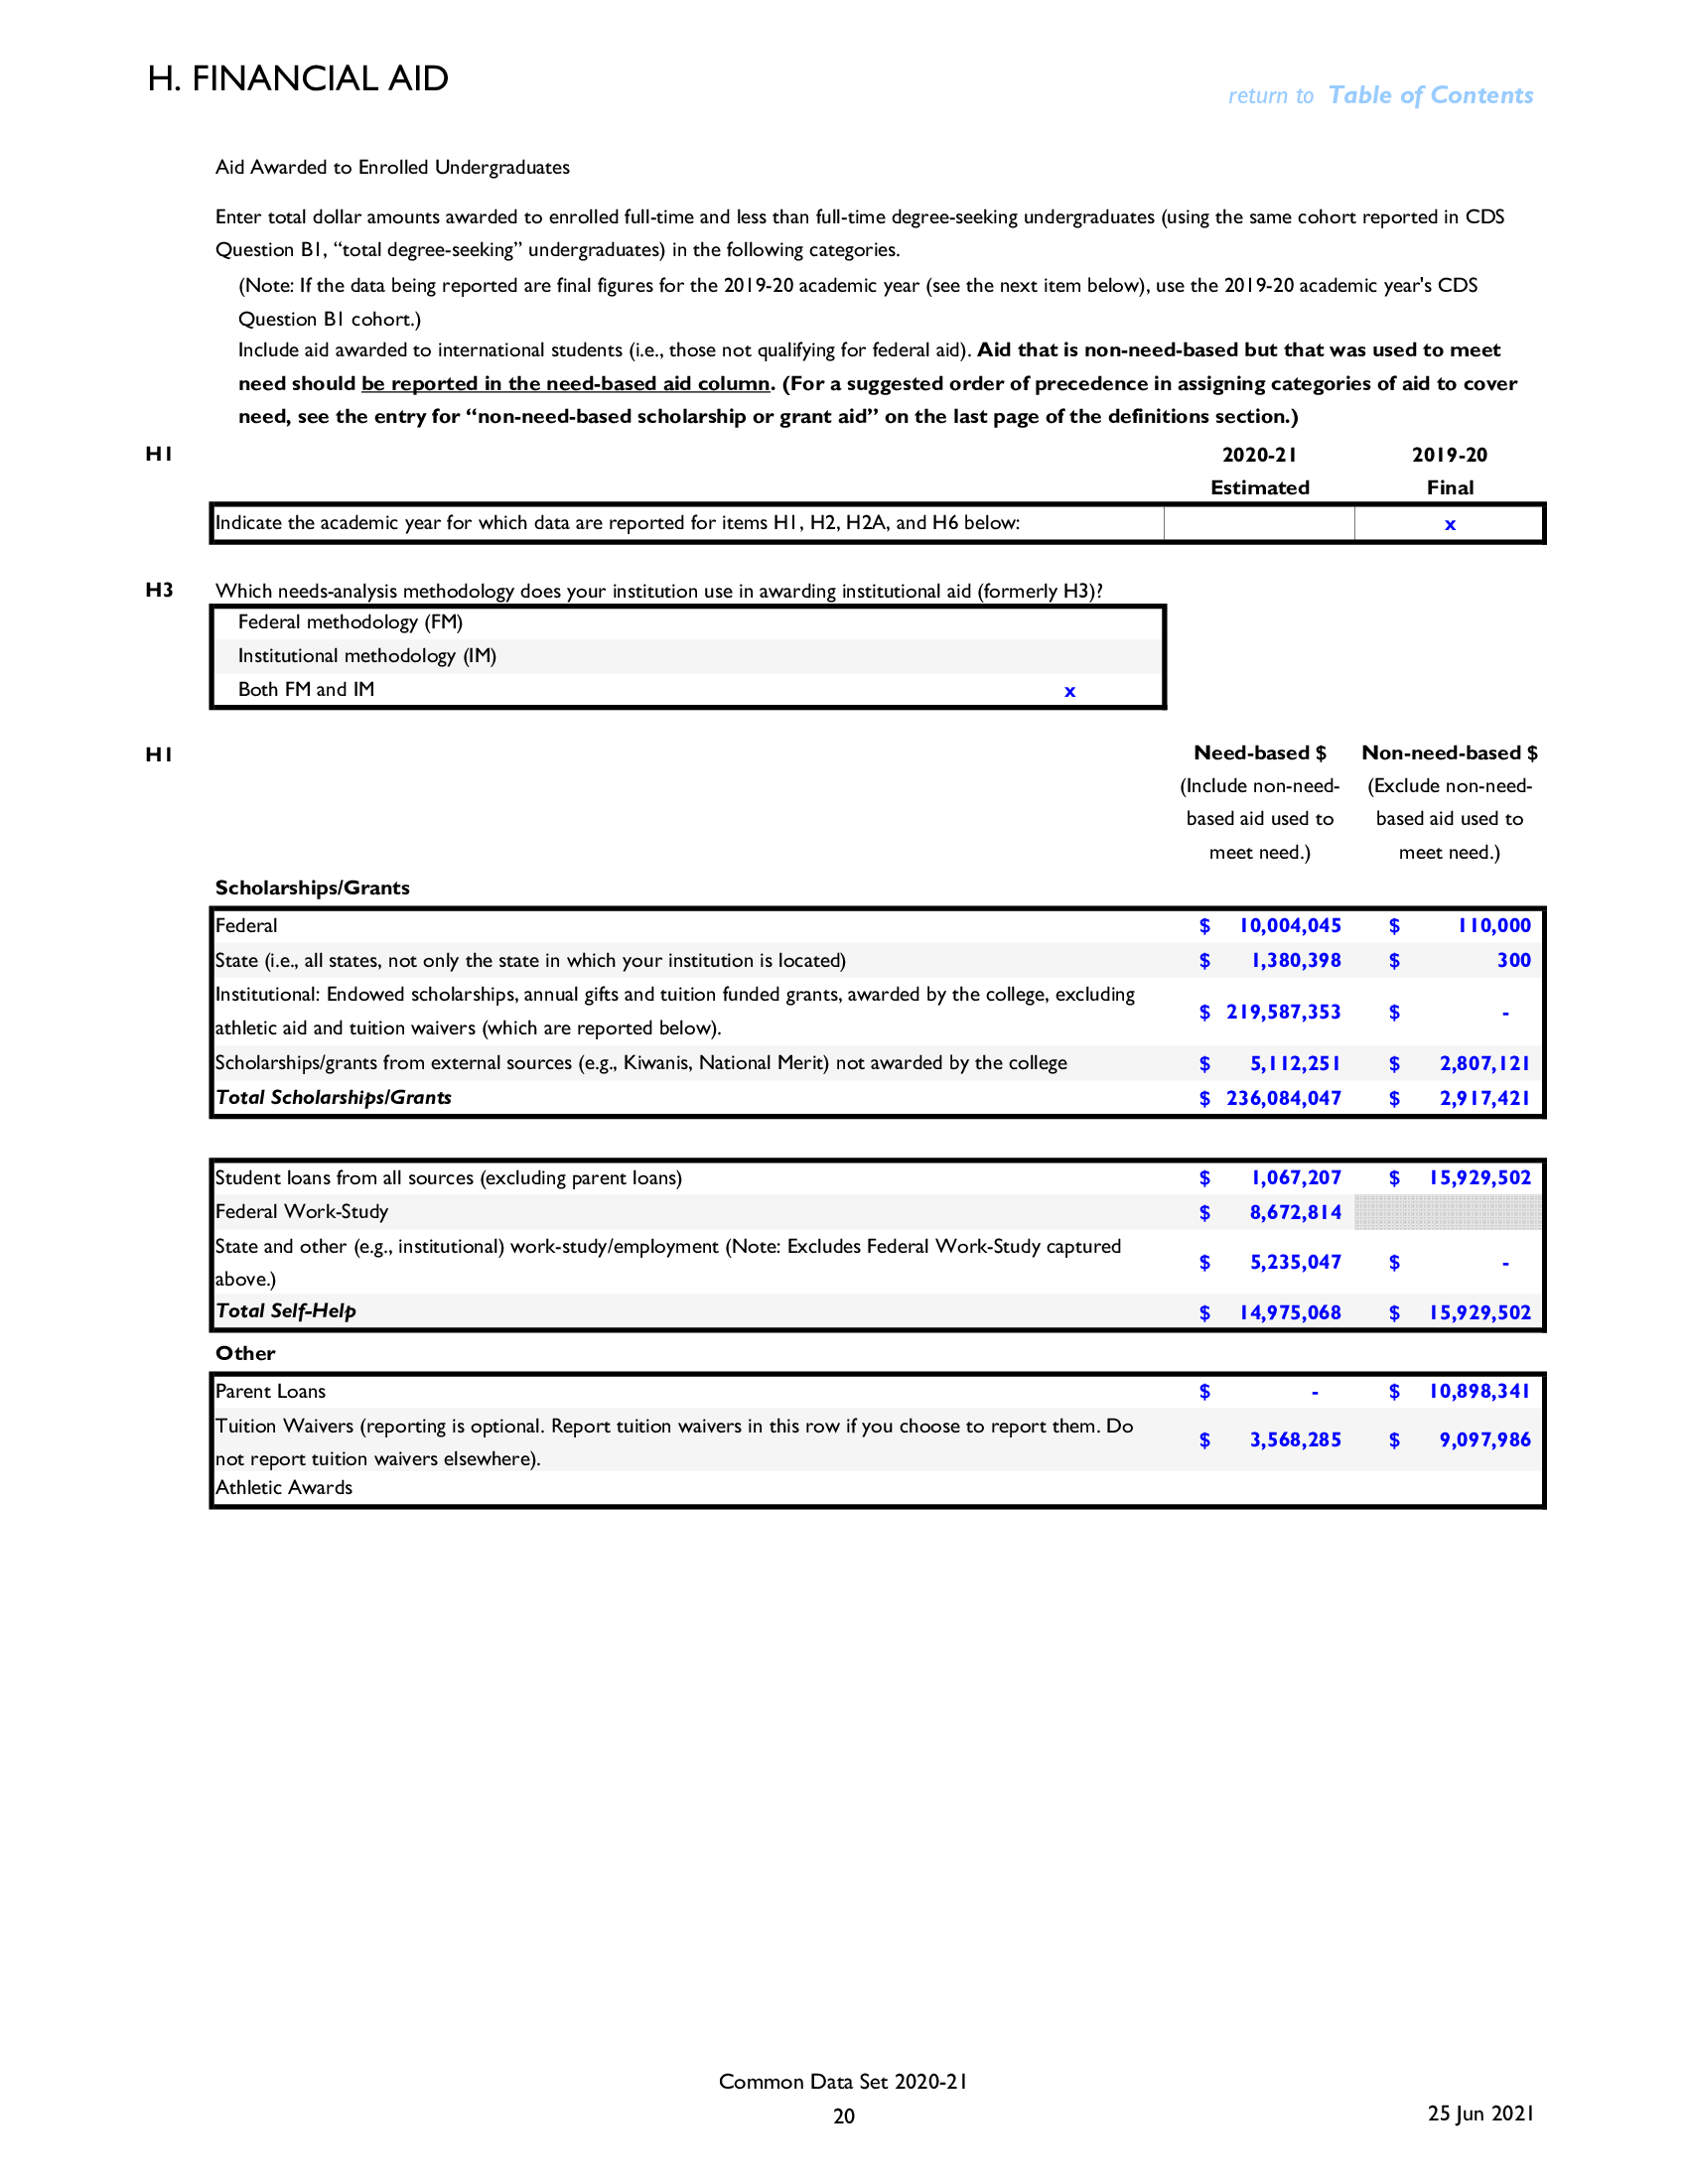 H. FINANCIAL AID
return to Table of Contents
Aid Awarded to Enrolled Undergraduates
Enter total dollar amounts awarded to enrolled full-time and less than full-time degree-seeking undergraduates (using the same cohort reported in CDS
Question B1, “total degree-seeking” undergraduates) in the following categories.
(Note: If the data being reported are final figures for the 2019-20 academic year (see the next item below), use the 2019-20 academic year's CDS
Question B1 cohort.)
Include aid awarded to international students (i.e., those not qualifying for federal aid). Aid that is non-need-based but that was used to meet
need should be reported in the need-based aid column. (For a suggested order of precedence in assigning categories of aid to cover
need, see the entry for “non-need-based scholarship or grant aid” on the last page of the definitions section.)
H1 2020-21 2019-20
Estimated Final
Indicate the academic year for which data are reported for items H1, H2, H2A, and H6 below: x
H3 Which needs-analysis methodology does your institution use in awarding institutional aid (formerly H3)?
Federal methodology (FM)
Institutional methodology (IM)
Both FM and IM x
H1 Need-based $ Non-need-based $
(Include non-need- (Exclude non-need-
based aid used to based aid used to
meet need.) meet need.)
Scholarships/Grants
Federal $ 10,004,045 $ 110,000
State (i.e., all states, not only the state in which your institution is located) $ 1,380,398 $ 300
Institutional: Endowed scholarships, annual gifts and tuition funded grants, awarded by the college, excluding
athletic aid and tuition waivers (which are reported below). $ 219,587,353 $ -
Scholarships/grants from external sources (e.g., Kiwanis, National Merit) not awarded by the college $ 5,112,251 $ 2,807,121
Total Scholarships/Grants $ 236,084,047 $ 2,917,421
Student loans from all sources (excluding parent loans) $ 1,067,207 $ 15,929,502
Federal Work-Study $ 8,672,814
State and other (e.g., institutional) work-study/employment (Note: Excludes Federal Work-Study captured
above.) $ 5,235,047 $ -
Total Self-Help $ 14,975,068 $ 15,929,502
Other
Parent Loans $ - $ 10,898,341
Tuition Waivers (reporting is optional. Report tuition waivers in this row if you choose to report them. Do
not report tuition waivers elsewhere). $ 3,568,285 $ 9,097,986
Athletic Awards
Common Data Set 2020-21
20
25 Jun 2021